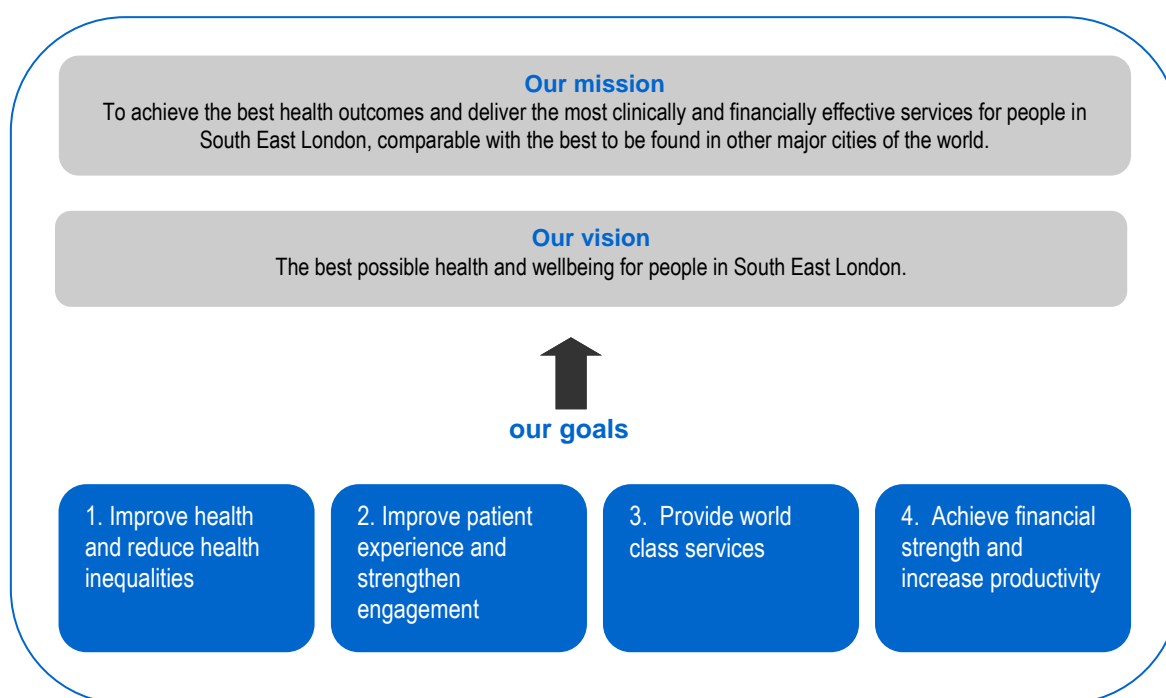 Our mission
To achieve the best health outcomes and deliver the most clinically and financially effective services for people in
South East London, comparable with the best to be found in other major cities of the world.
Our vision
The best possible health and wellbeing for people in South East London.
our goals
1. Improve health
and reduce health
inequalities
2. Improve patient
experience and
strengthen
engagement
3. Provide world
class services
4. Achieve financial
strength and
increase productivity